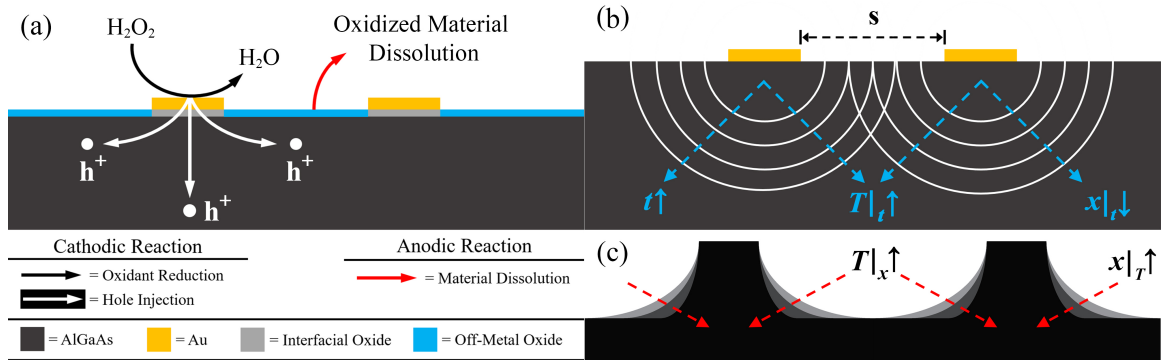 (a)
H₂O₂
H₂O
Oxidized Material
Dissolution
h⁺
h⁺
h⁺
Cathodic Reaction
= Oxidant Reduction
= Hole Injection
Anodic Reaction
= Material Dissolution
= AlGaAs
= Au
= Interfacial Oxide
= Off-Metal Oxide
(b)
s
t↑
T|ₜ↑
x|ₜ↓
(c)
T|ₓ↑
x|_T↑